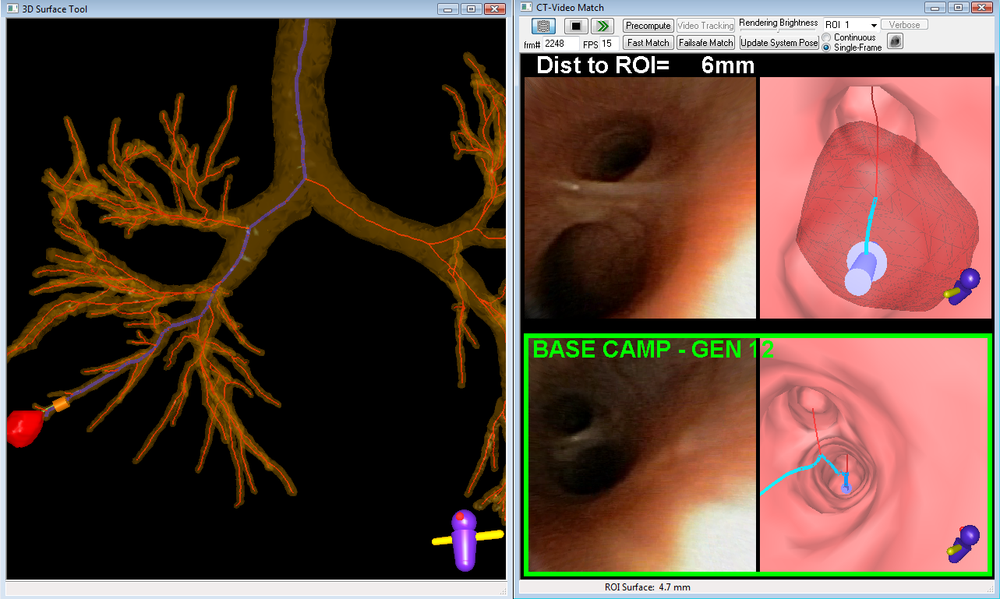 3D Surface Tool
CT-Video Match
Precompute
Video Tracking
Rendering Brightness
ROI 1
Verbose
frm# 2248
FPS 15
Fast Match
Failsafe Match
Update System Pose
Continuous
Single-Frame
Dist to ROI= 6mm
BASE CAMP - GEN 12
ROI Surface: 4.7 mm